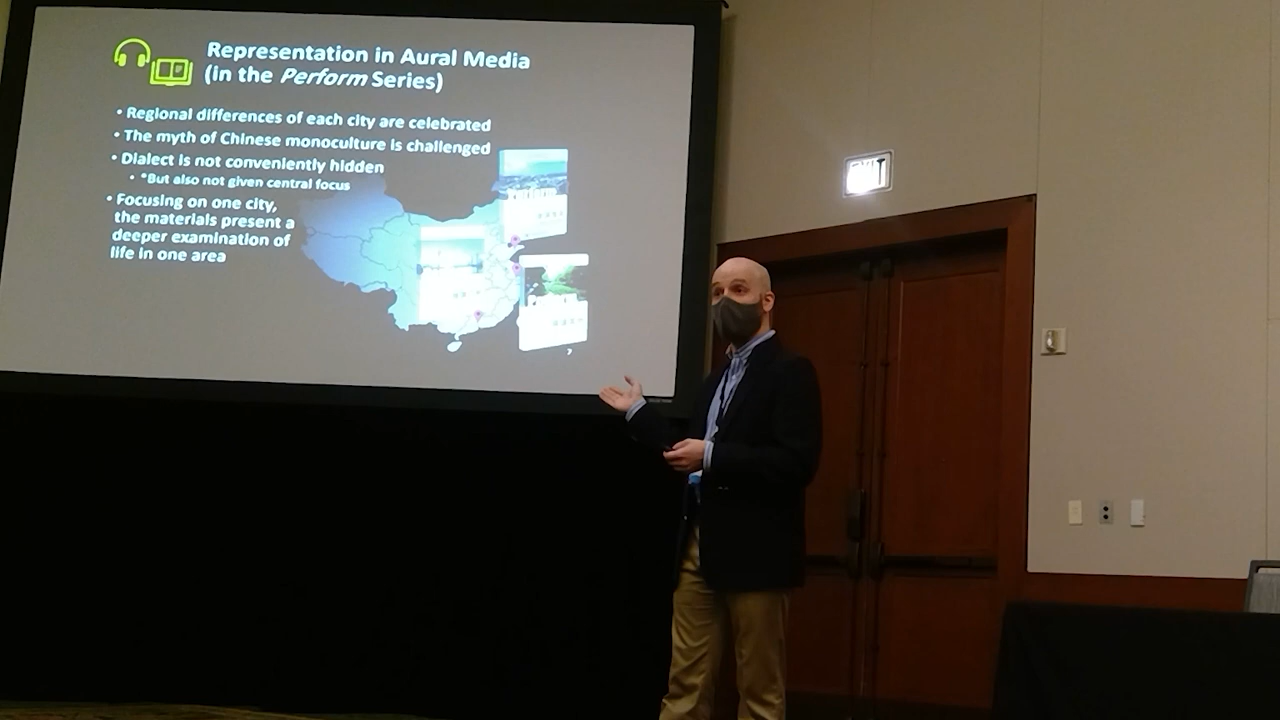 Representation in Aural Media
(in the Perform Series)
• Regional differences of each city are celebrated
• The myth of Chinese monoculture is challenged
• Dialect is not conveniently hidden
• *But also not given central focus
• Focusing on one city,
the materials present a
deeper examination of
life in one area
7
EXIT